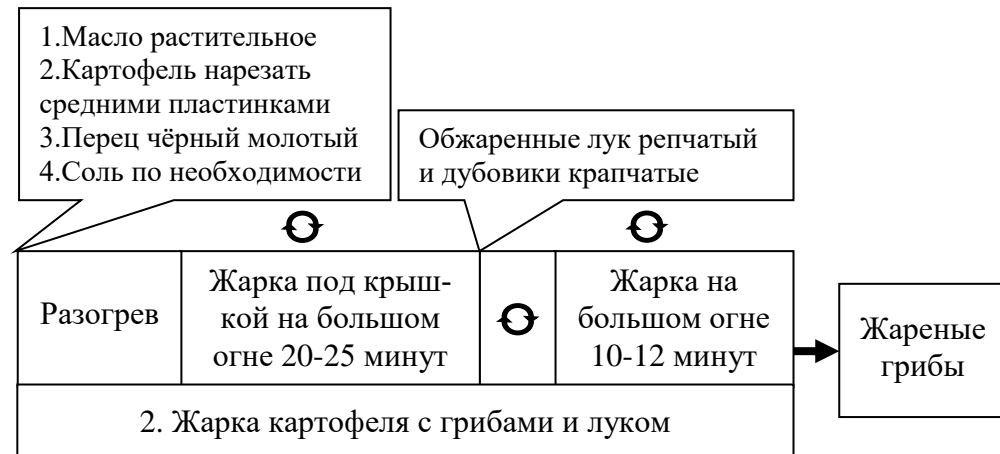 1.Масло растительное
2.Картофель нарезать
средними пластинками
3.Перец чёрный молотый
4.Соль по необходимости
Обжаренные лук репчатый
и дубовики крапчатые
Разогрев
Жарка под крыш-
кой на большом
огне 20-25 минут
Жарка на
большом огне
10-12 минут
Жареные
грибы
2. Жарка картофеля с грибами и луком